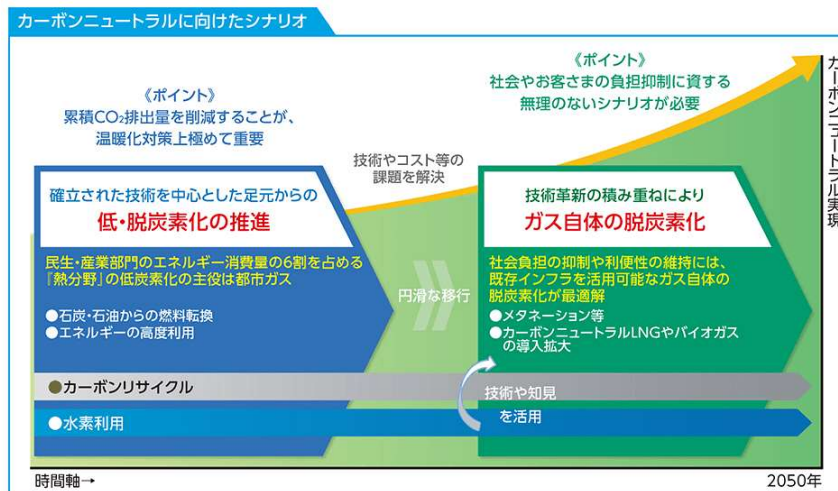 カーボンニュートラルに向けたシナリオ
《ポイント》
累積CO₂排出量を削減することが、
温暖化対策上極めて重要
《ポイント》
社会やお客さまの負担抑制に資する
無理のないシナリオが必要
カーボンニュートラル実現
技術やコスト等の
課題を解決
確立された技術を中心とした足元からの
低・脱炭素化の推進
民生・産業部門のエネルギー消費量の6割を占める
『熱分野』の低炭素化の主役は都市ガス
●石炭・石油からの燃料転換
●エネルギーの高度利用
円滑な移行
技術革新の積み重ねにより
ガス自体の脱炭素化
社会負担の抑制や利便性の維持には、
既存インフラを活用可能なガス自体の
脱炭素化が最適解
●メタネーション等
●カーボンニュートラルLNGやバイオガス
の導入拡大
●カーボンリサイクル
●水素利用
技術や知見
を活用
時間軸→
2050年